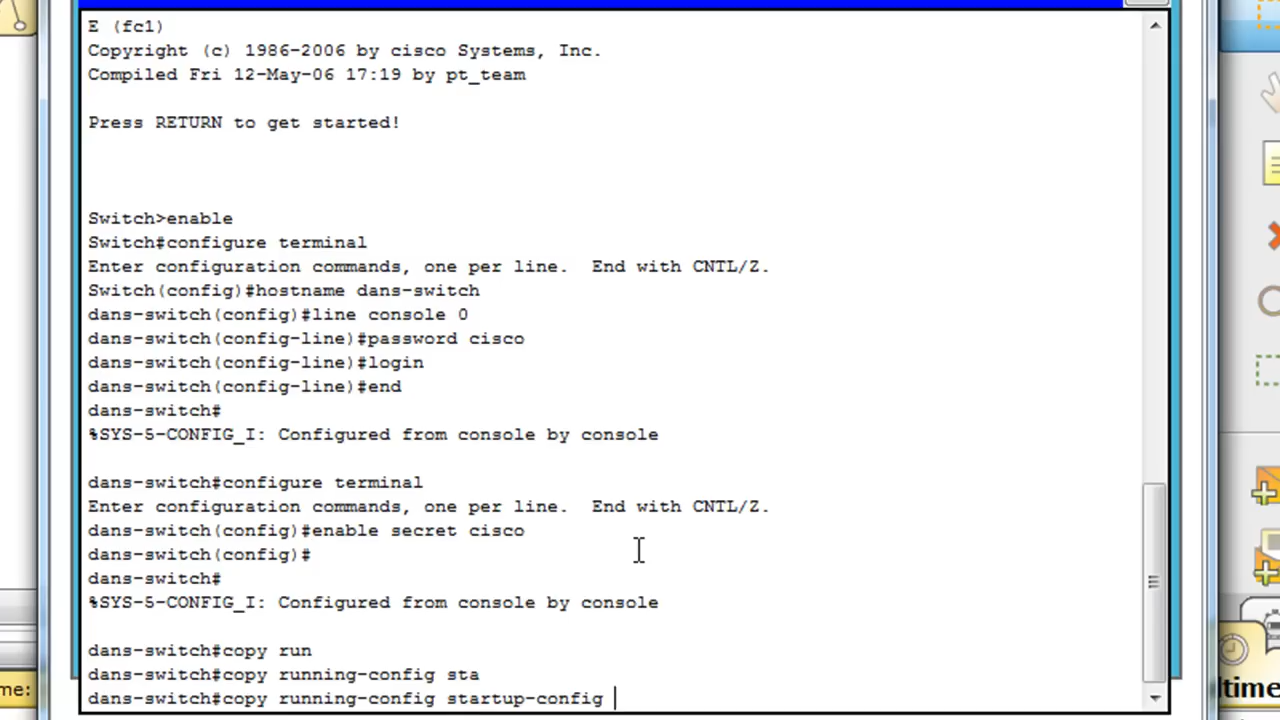 E (fc1)
Copyright (c) 1986-2006 by cisco Systems, Inc.
Compiled Fri 12-May-06 17:19 by pt_team
Press RETURN to get started!
Switch>enable
Switch#configure terminal
Enter configuration commands, one per line.  End with CNTL/Z.
Switch(config)#hostname dans-switch
dans-switch(config)#line console 0
dans-switch(config-line)#password cisco
dans-switch(config-line)#login
dans-switch(config-line)#end
dans-switch#
%SYS-5-CONFIG_I: Configured from console by console
dans-switch#configure terminal
Enter configuration commands, one per line.  End with CNTL/Z.
dans-switch(config)#enable secret cisco
dans-switch(config)#
dans-switch#
%SYS-5-CONFIG_I: Configured from console by console
dans-switch#copy run
dans-switch#copy running-config sta
dans-switch#copy running-config startup-config
me:
ltime